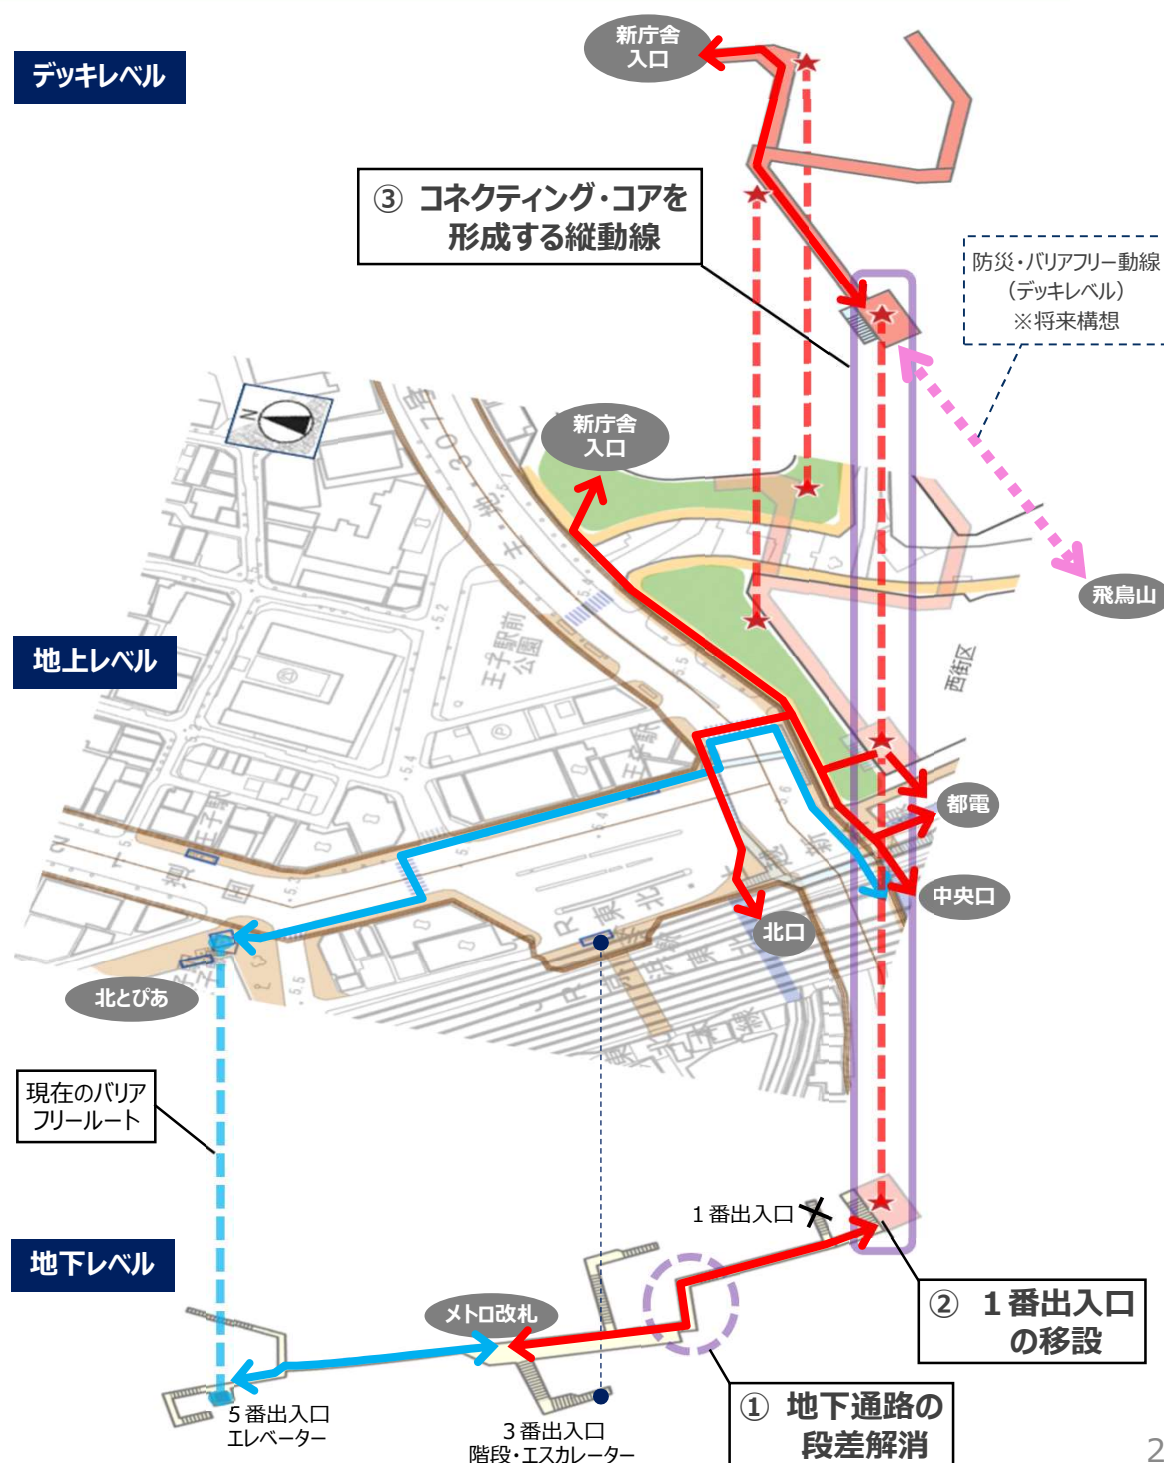 新庁舎
入口
デッキレベル
③ コネクティング・コアを
形成する縦動線
防災・バリアフリー動線
(デッキレベル)
※将来構想
N
新庁舎
入口
飛鳥山
王子駅前
公園
西街区
地上レベル
都電
中央口
北口
北とぴあ
現在のバリア
フリールート
1番出入口
地下レベル
メトロ改札
② 1番出入口
の移設
① 地下通路の
段差解消
5番出入口
エレベーター
3番出入口
階段・エスカレーター
2